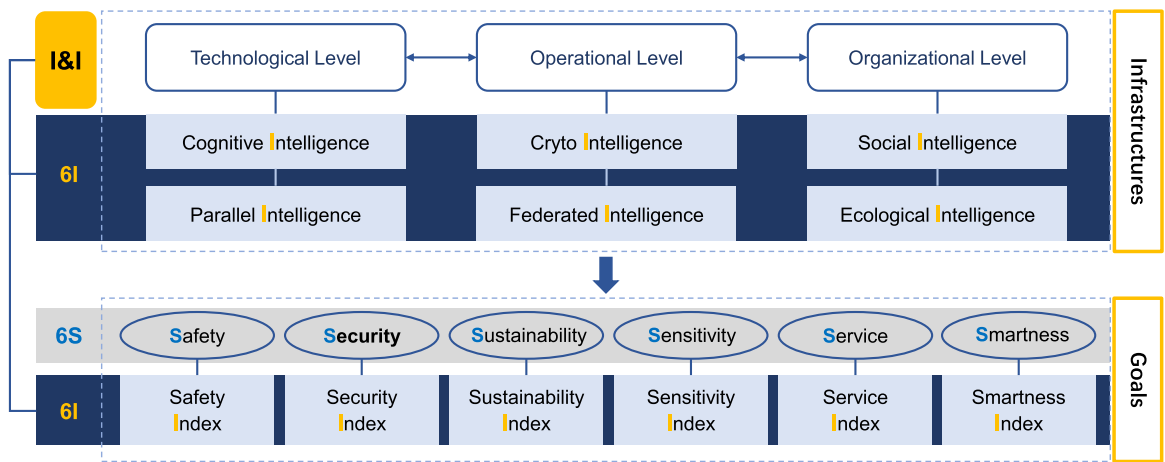 I&I
Technological Level
Operational Level
Organizational Level
Infrastructures
6I
Cognitive Intelligence
Cryto Intelligence
Social Intelligence
Parallel Intelligence
Federated Intelligence
Ecological Intelligence
6S
Safety
Security
Sustainability
Sensitivity
Service
Smartness
Goals
6I
Safety
Index
Security
Index
Sustainability
Index
Sensitivity
Index
Service
Index
Smartness
Index